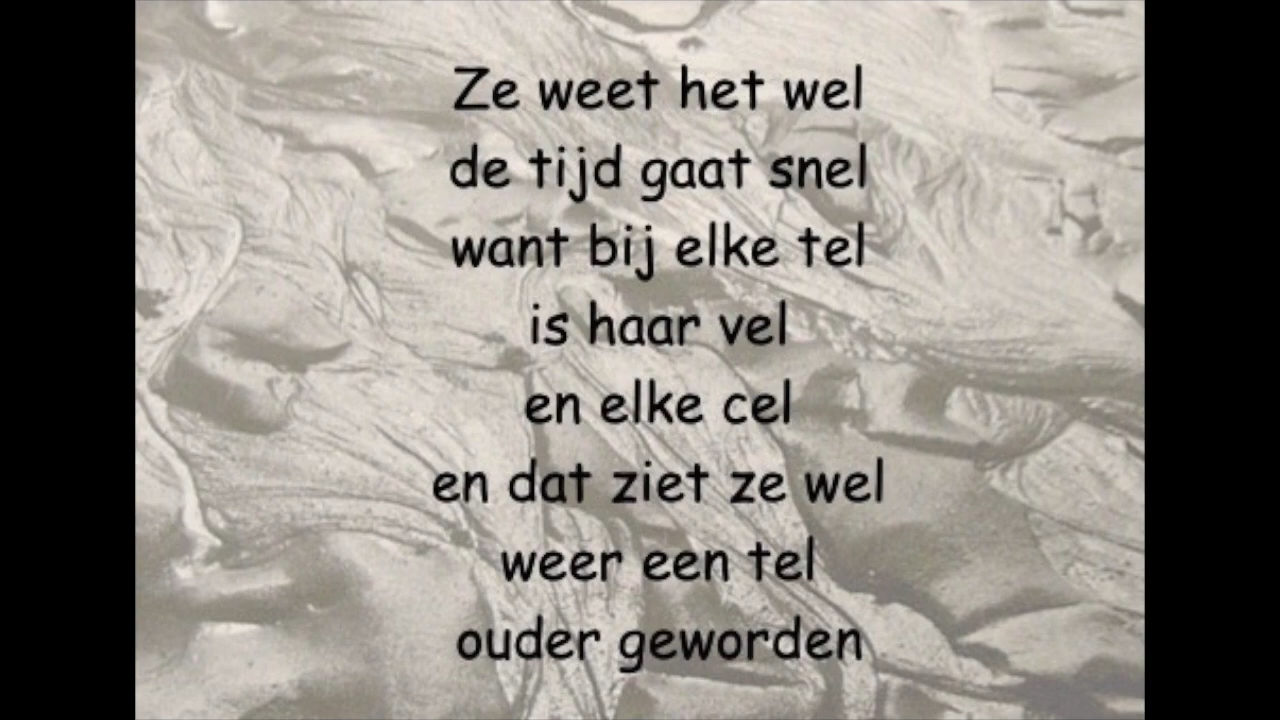 Ze weet het wel
de tijd gaat snel
want bij elke tel
is haar vel
en elke cel
en dat ziet ze wel
weer een tel
ouder geworden